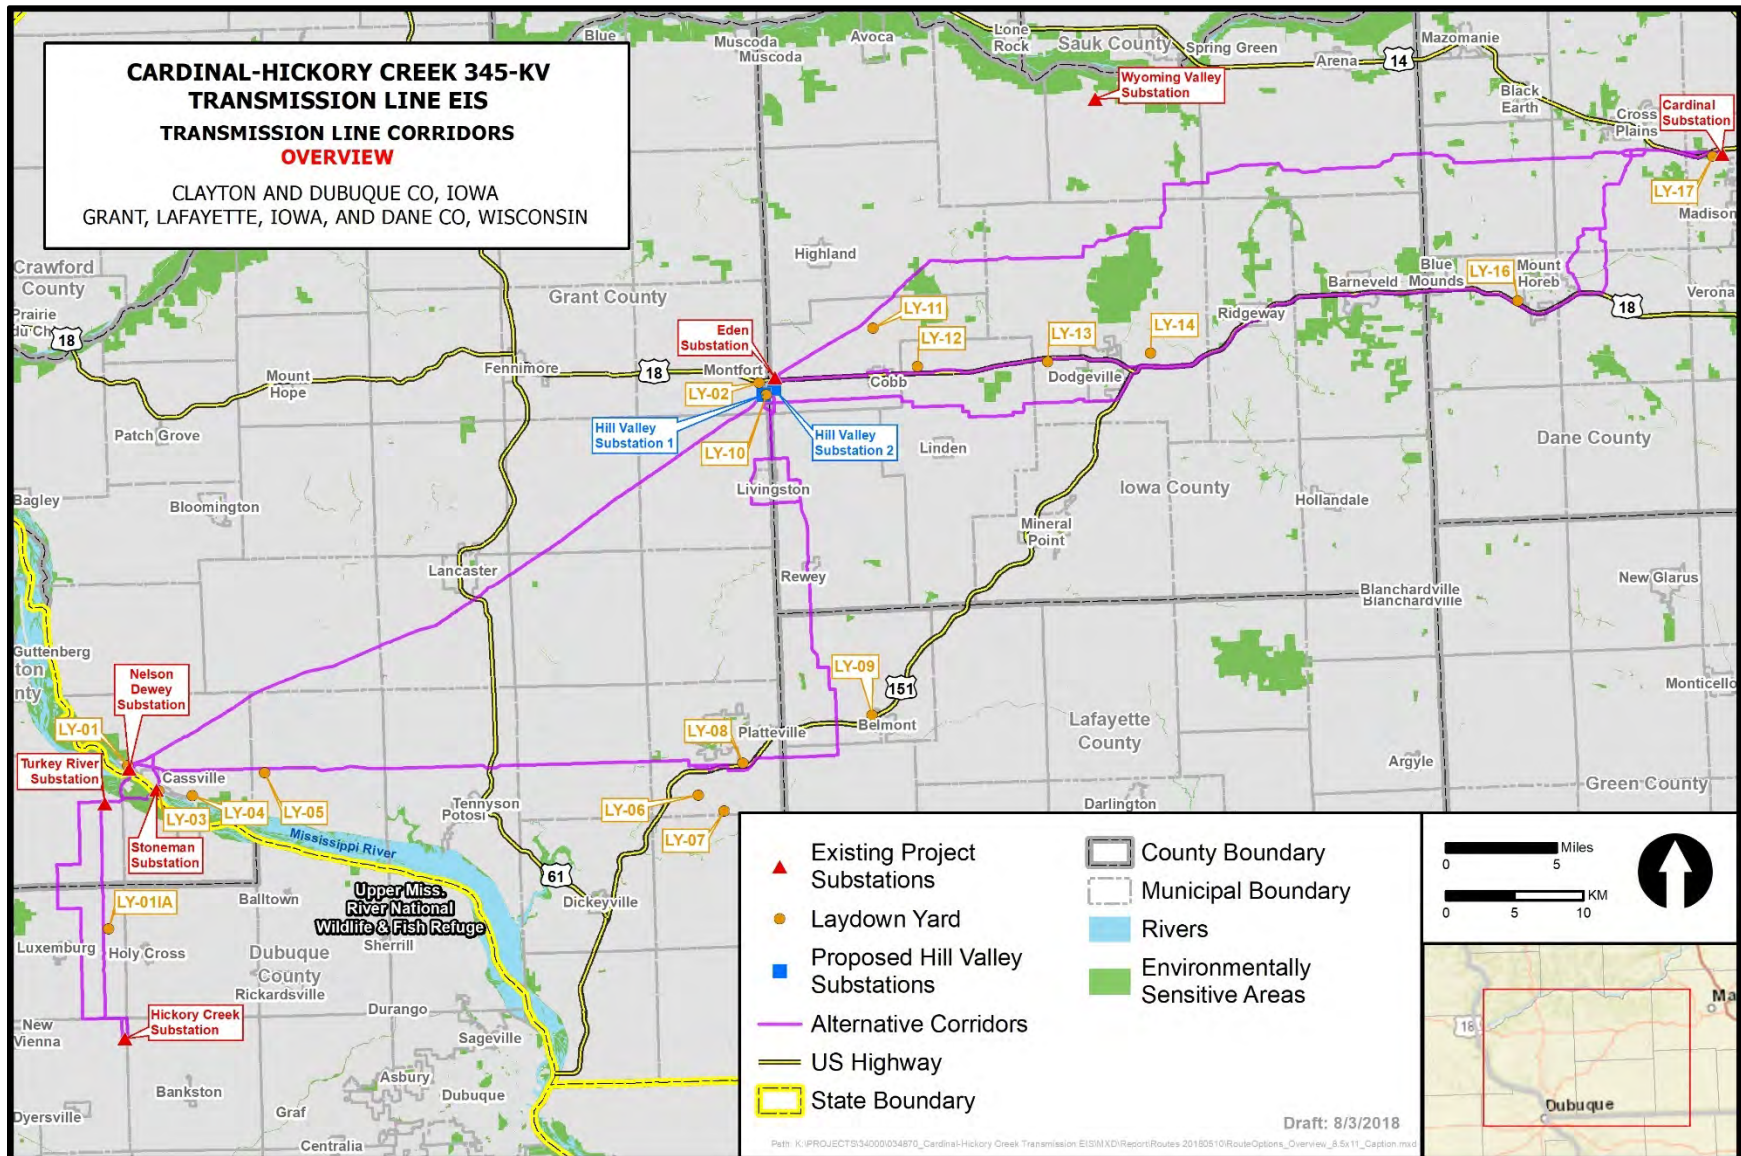 CARDINAL-HICKORY CREEK 345-KV
TRANSMISSION LINE EIS
TRANSMISSION LINE CORRIDORS
OVERVIEW
CLAYTON AND DUBUQUE CO, IOWA
GRANT, LAFAYETTE, IOWA, AND DANE CO, WISCONSIN
Blue
Muscoda
Muscoda
Avoca
Lone
Rock
Sauk County
Spring Green
Arena
14
Mazomanie
Wyoming Valley
Substation
Black
Earth
Cross
Plains
Cardinal
Substation
LY-17
Madison
Crawford
County
Prairie
du Ch
18
Grant County
Highland
LY-11
Eden
Substation
LY-12
LY-13
LY-14
Ridgeway
Barneveld
Blue
Mounds
LY-16
Mount
Horeb
18
Verona
Mount
Hope
Fennimore
18
Montfort
LY-02
Cobb
Dodgeville
Patch Grove
Hill Valley
Substation 1
LY-10
Hill Valley
Substation 2
Linden
Dane County
Bagley
Bloomington
Livingston
Iowa County
Hollandale
Mineral
Point
Lancaster
Rewey
Blanchardville
Blanchardville
New Glarus
Guttenberg
ton
nty
Nelson
Dewey
Substation
LY-01
Turkey River
Substation
Cassville
LY-03
LY-04
LY-05
Stoneman
Substation
LY-09
151
Belmont
LY-08
Platteville
Lafayette
County
Monticello
Argyle
Green County
Darlington
LY-06
LY-07
Tennyson
Potosi
Mississippi River
61
Upper Miss.
River National
Wildlife & Fish Refuge
Dickeyville
LY-01IA
Balltown
Luxemburg
Holy Cross
Dubuque
County
Sherrill
Rickardsville
Durango
New
Vienna
Hickory Creek
Substation
Sageville
Bankston
Asbury
Dubuque
Dyersville
Graf
Centralia
Existing Project
Substations
Laydown Yard
Proposed Hill Valley
Substations
Alternative Corridors
US Highway
State Boundary
County Boundary
Municipal Boundary
Rivers
Environmentally
Sensitive Areas
Draft: 8/3/2018
Miles
0 5
KM
0 5 10
18
Ma
Dubuque